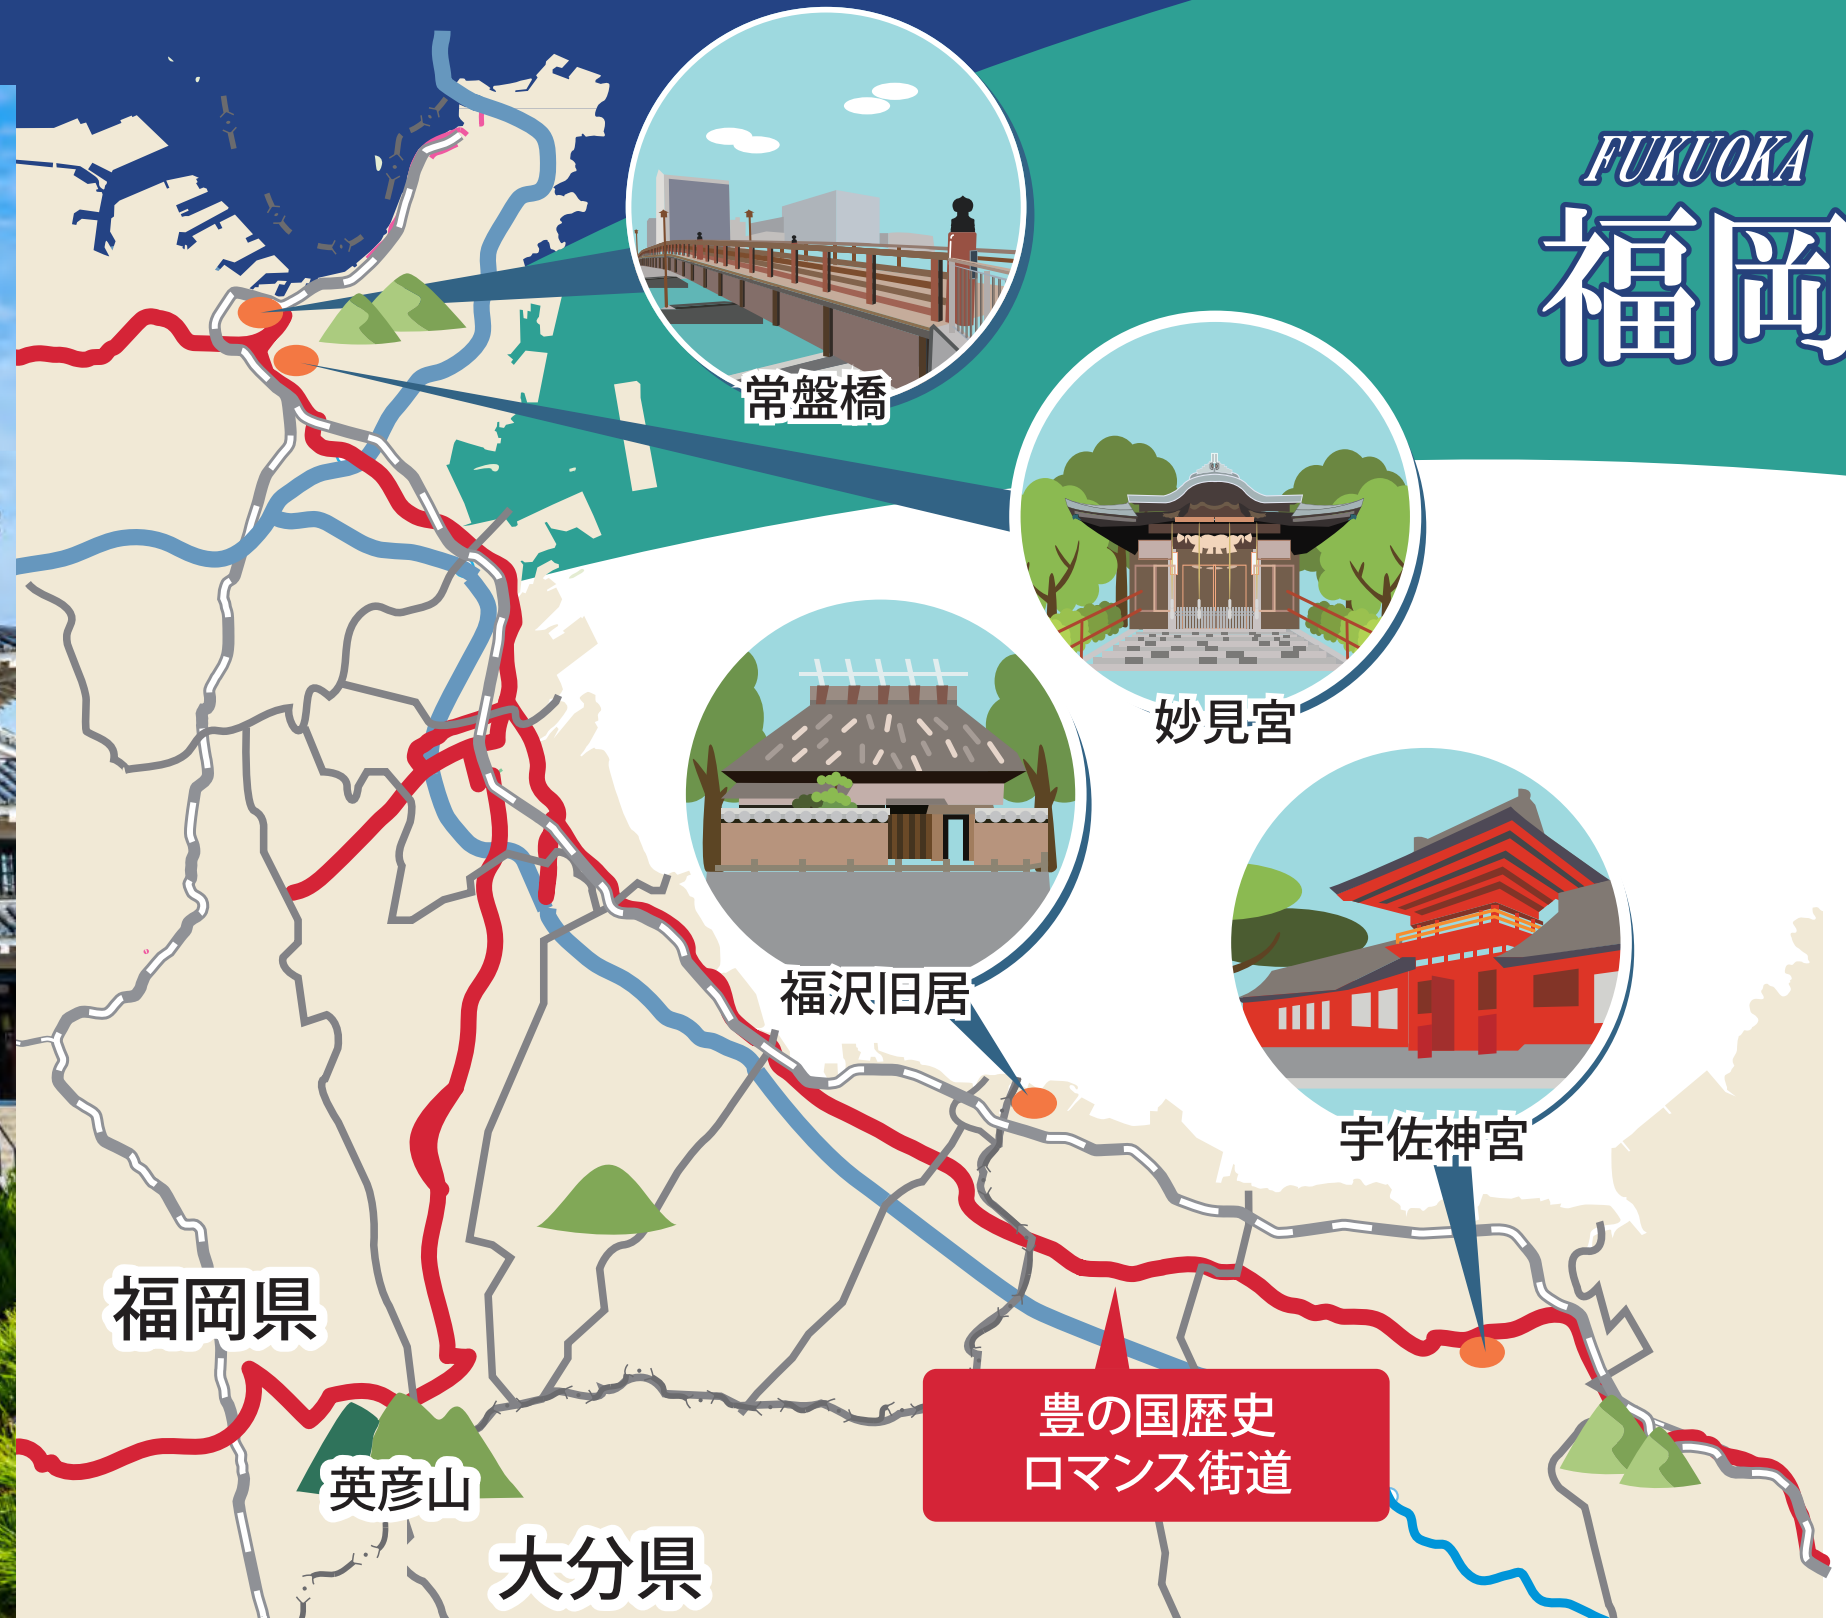 FUKUOKA
福岡
常盤橋
妙見宮
福沢旧居
宇佐神宮
福岡県
豊の国歴史
ロマンス街道
英彦山
大分県